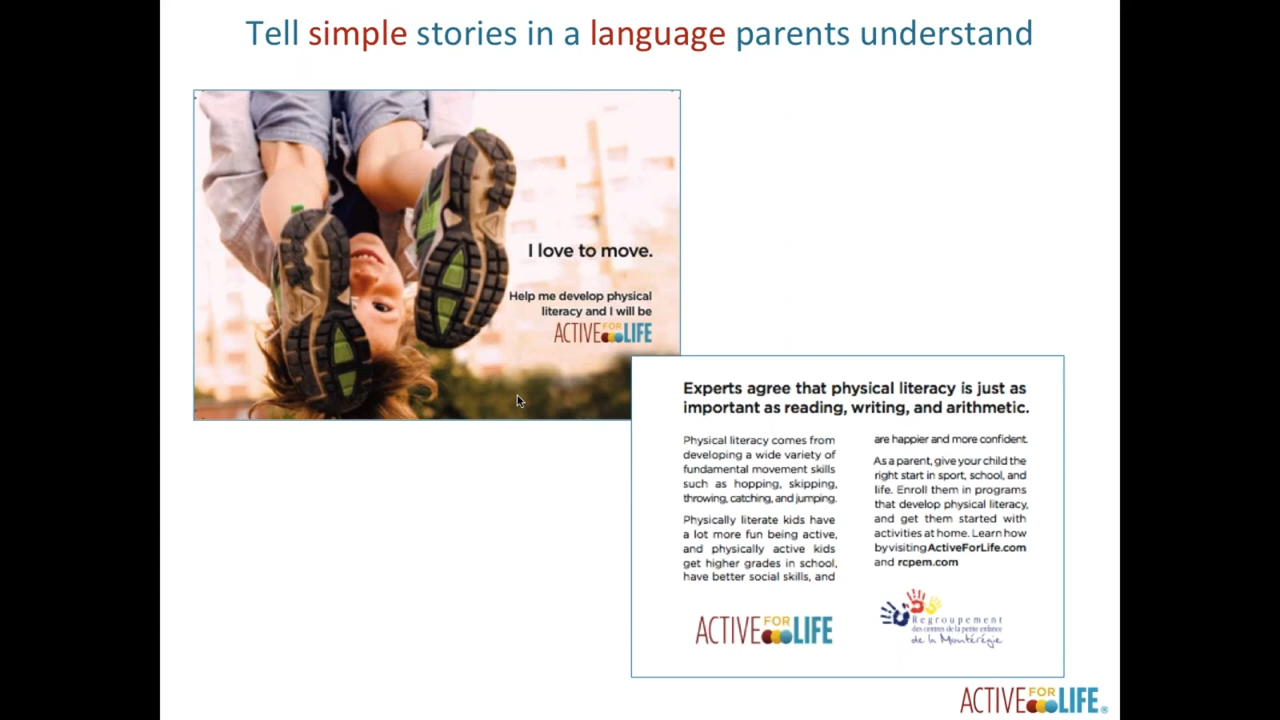 Tell simple stories in a language parents understand
I love to move.
Help me develop physical
literacy and I will be
ACTIVE FOR LIFE
Experts agree that physical literacy is just as
important as reading, writing, and arithmetic.
Physical literacy comes from
developing a wide variety of
fundamental movement skills
such as hopping, skipping,
throwing, catching, and jumping.
Physically literate kids have
a lot more fun being active,
and physically active kids
get higher grades in school,
have better social skills, and
are happier and more confident.
As a parent, give your child the
right start in sport, school, and
life. Enroll them in programs
that develop physical literacy,
and get them started with
activities at home. Learn how
by visiting ActiveForLife.com
and rcpem.com
ACTIVE FOR LIFE
Regroupement
des centres de la petite enfance
de la Montérégie
ACTIVE FOR LIFE®